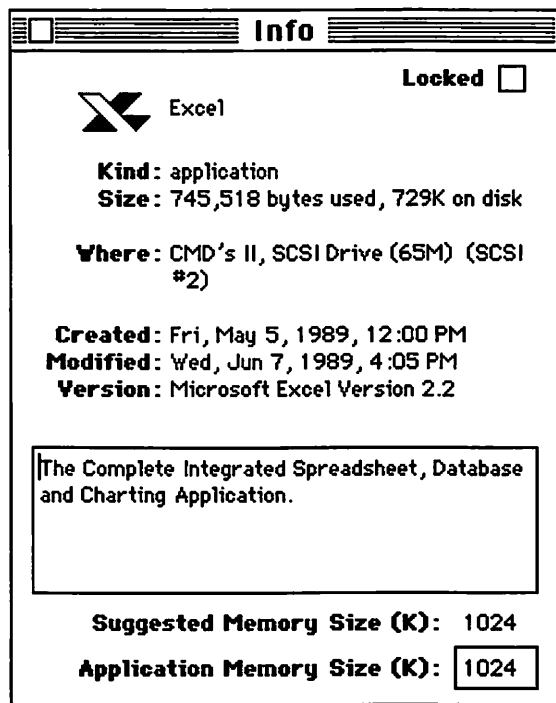 Info
Locked
Excel
Kind: application
Size: 745,518 bytes used, 729K on disk
Where: CMD's II, SCSI Drive (65M) (SCSI
#2)
Created: Fri, May 5, 1989, 12:00 PM
Modified: Wed, Jun 7, 1989, 4:05 PM
Version: Microsoft Excel Version 2.2
The Complete Integrated Spreadsheet, Database
and Charting Application.
Suggested Memory Size (K): 1024
Application Memory Size (K): 1024